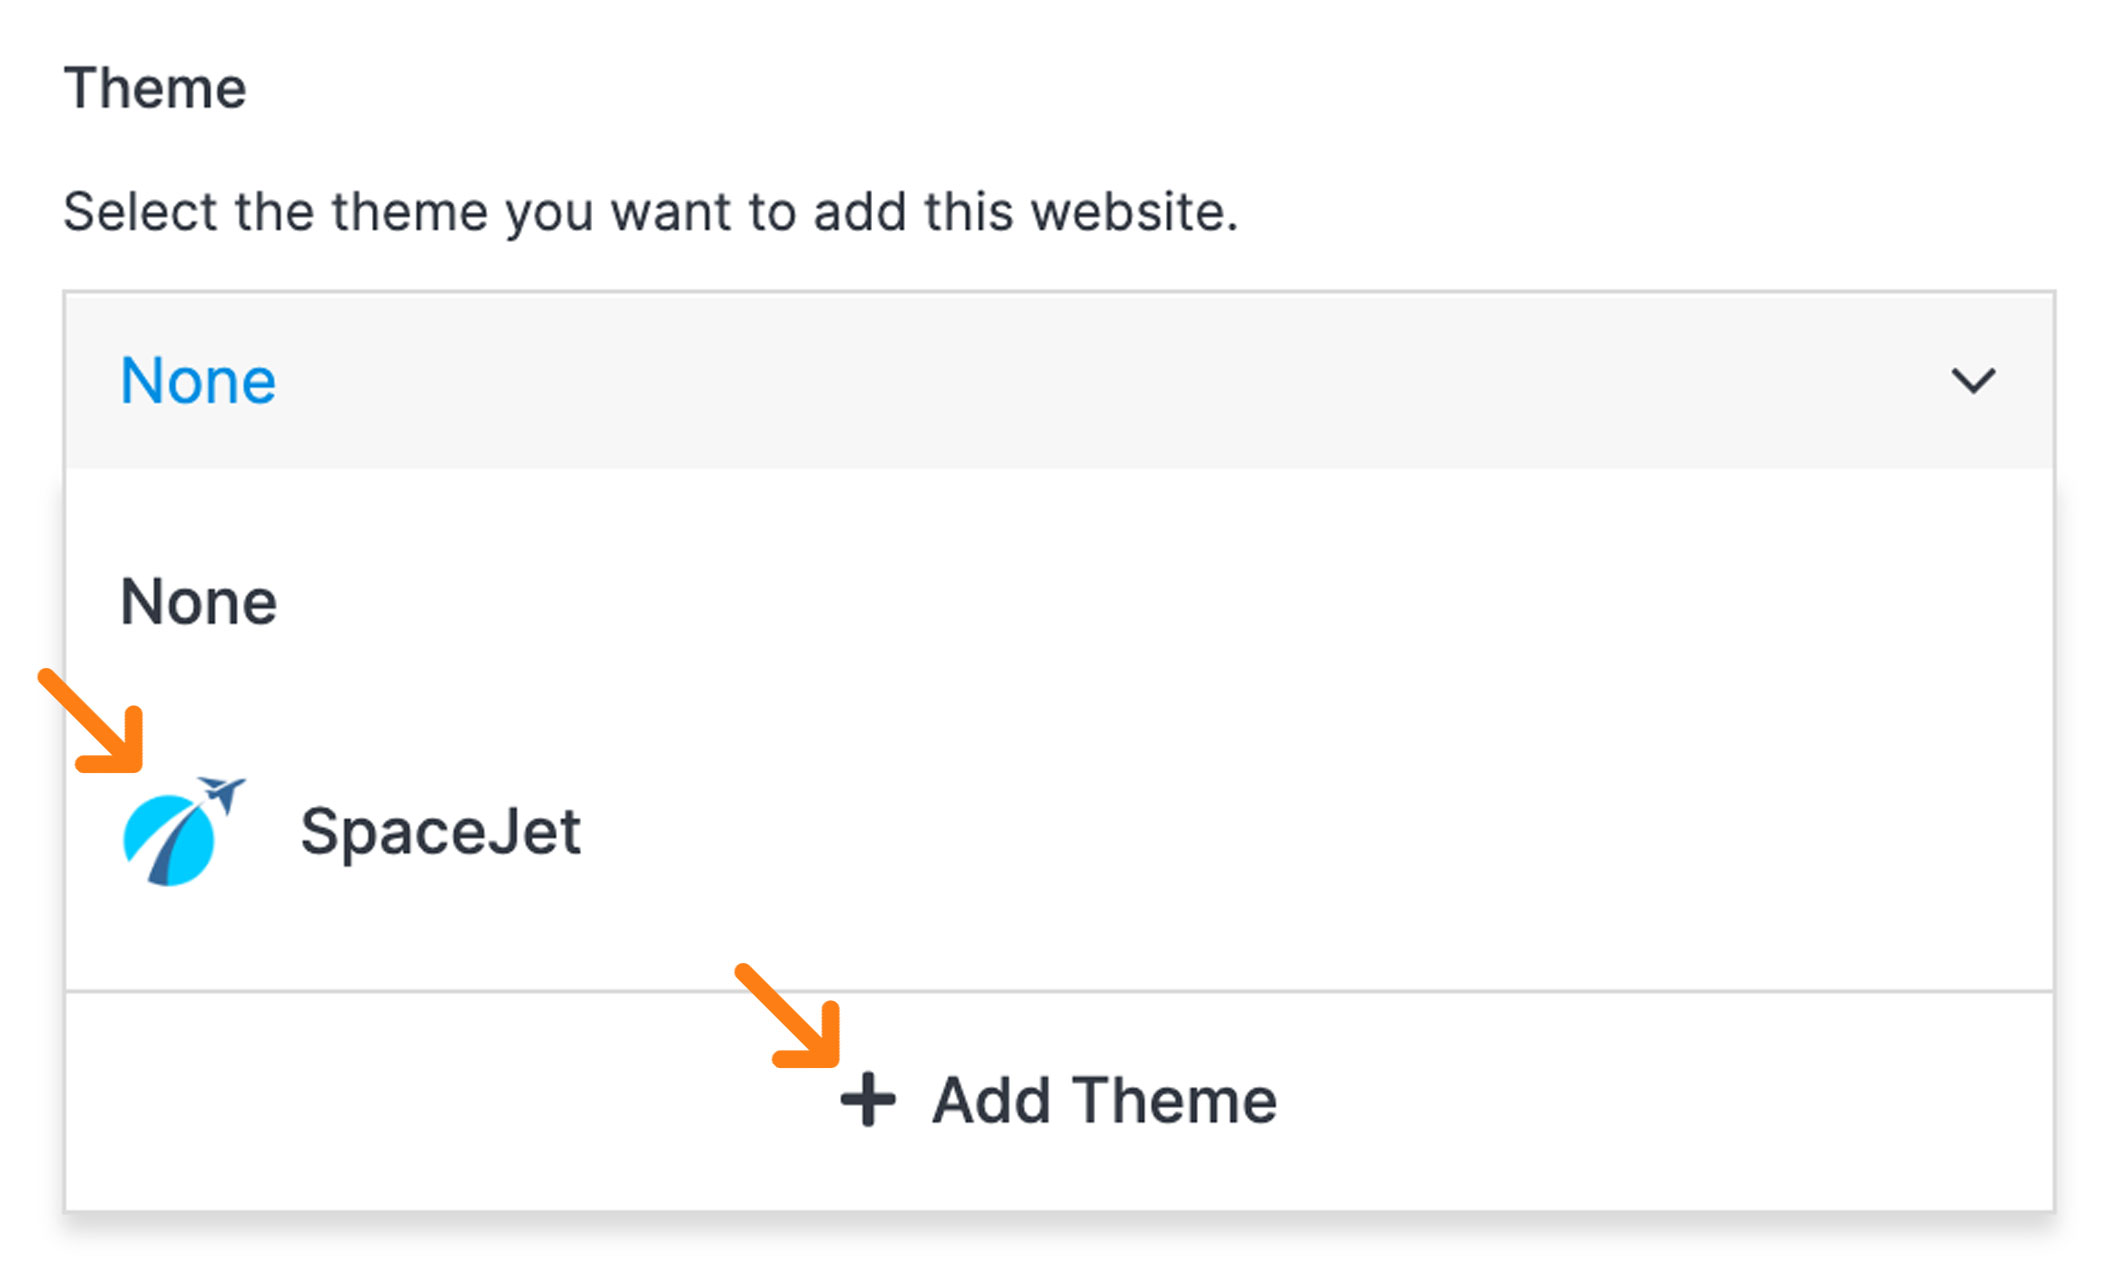 Theme
Select the theme you want to add this website.
None
None
SpaceJet
+ Add Theme